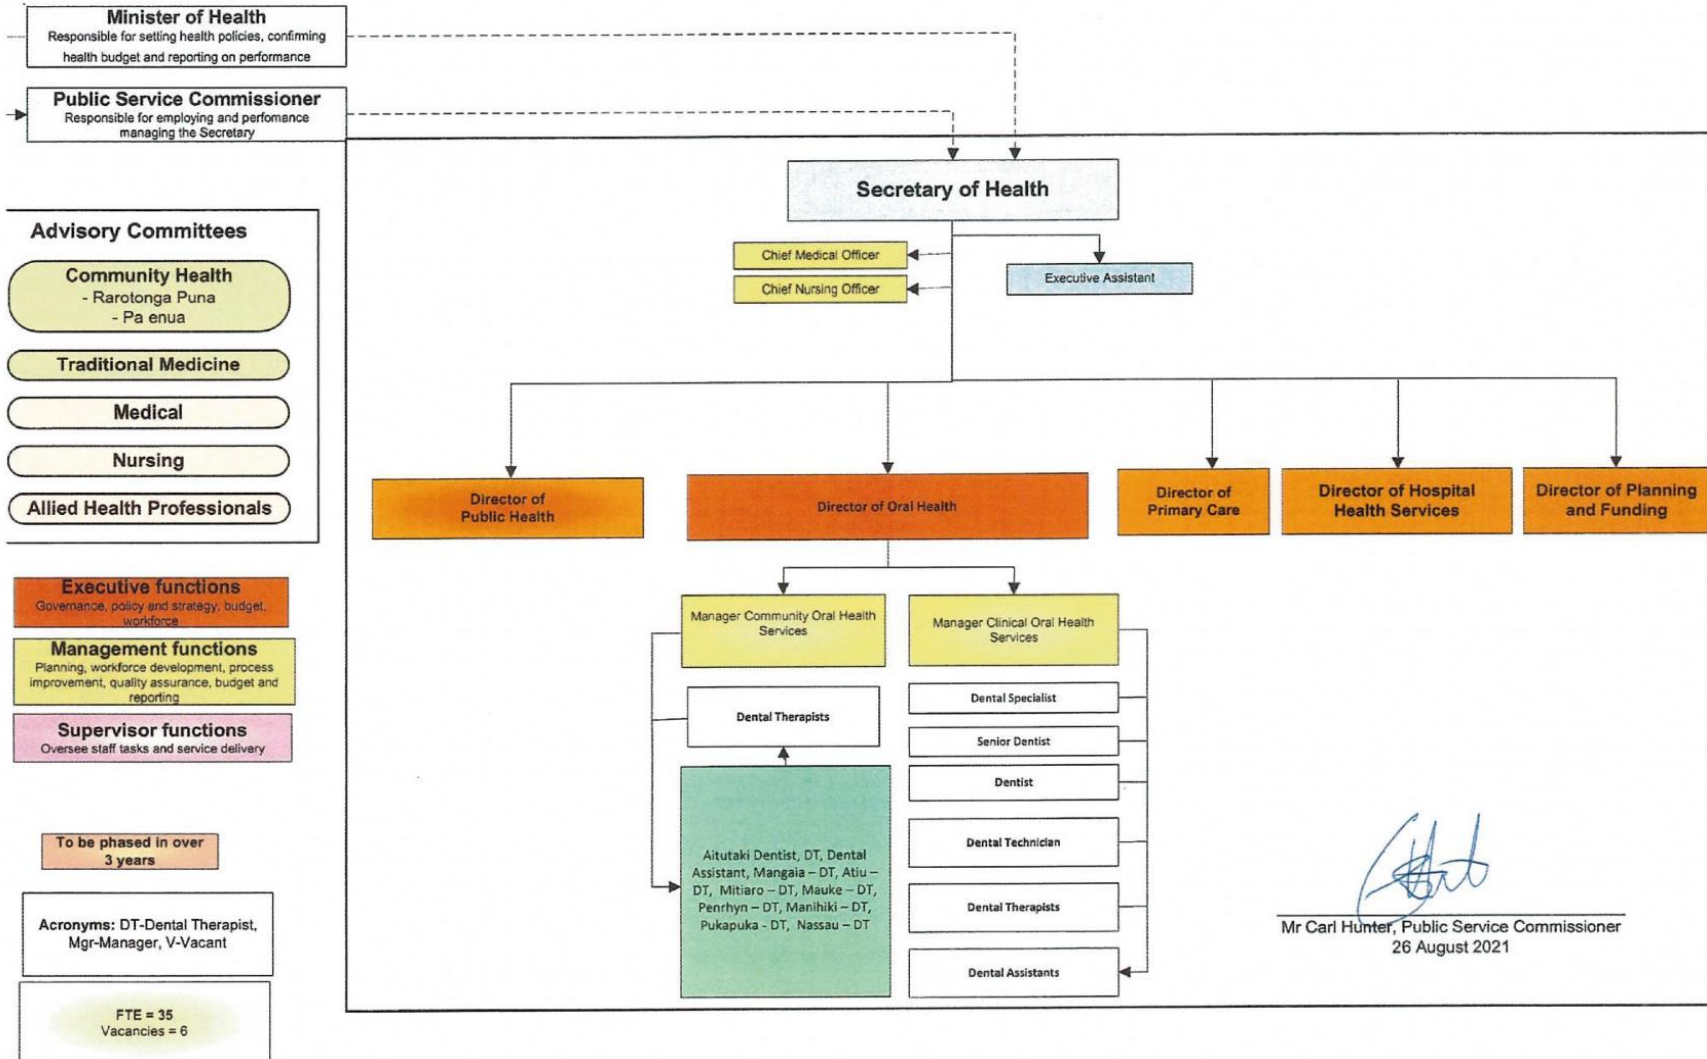 Minister of Health
Responsible for setting health policies, confirming
health budget and reporting on performance
Public Service Commissioner
Responsible for employing and perfomance
managing the Secretary
Secretary of Health
Chief Medical Officer
Chief Nursing Officer
Executive Assistant
Advisory Committees
Community Health
- Rarotonga Puna
- Pa enua
Traditional Medicine
Medical
Nursing
Allied Health Professionals
Executive functions
Governance, policy and strategy, budget,
workforce
Management functions
Planning, workforce development, process
improvement, quality assurance, budget and
reporting
Supervisor functions
Oversee staff tasks and service delivery
To be phased in over
3 years
Acronyms: DT-Dental Therapist,
Mgr-Manager, V-Vacant
FTE = 35
Vacancies = 6
Director of
Public Health
Director of Oral Health
Director of
Primary Care
Director of Hospital
Health Services
Director of Planning
and Funding
Manager Community Oral Health
Services
Dental Therapists
Aitutaki Dentist, DT, Dental
Assistant, Mangaia – DT, Atiu –
DT, Mitiaro – DT, Mauke – DT,
Penrhyn – DT, Manihiki – DT,
Pukapuka - DT, Nassau – DT
Manager Clinical Oral Health
Services
Dental Specialist
Senior Dentist
Dentist
Dental Technician
Dental Therapists
Dental Assistants
Mr Carl Hunter, Public Service Commissioner
26 August 2021